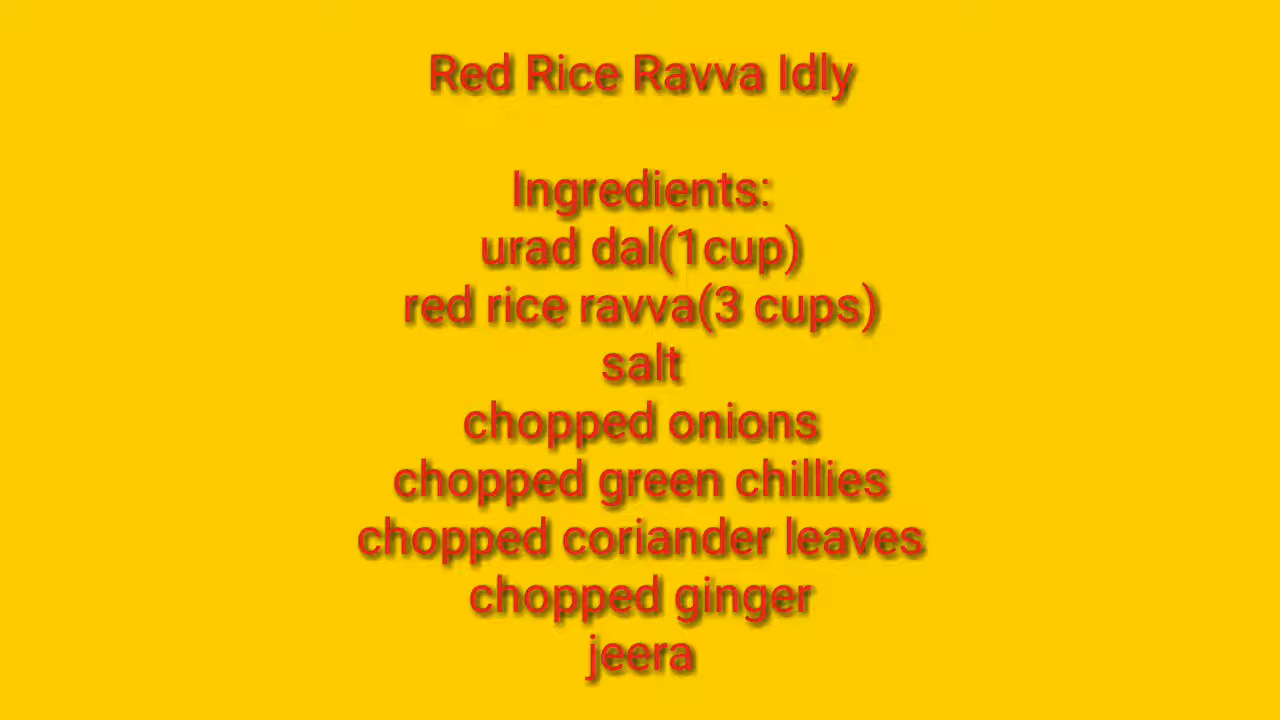 Red Rice Ravva Idly
Ingredients:
urad dal(1cup)
red rice ravva(3 cups)
salt
chopped onions
chopped green chillies
chopped coriander leaves
chopped ginger
jeera